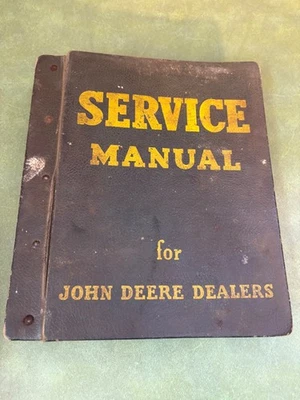 SERVICE
MANUAL
for
JOHN DEERE DEALERS